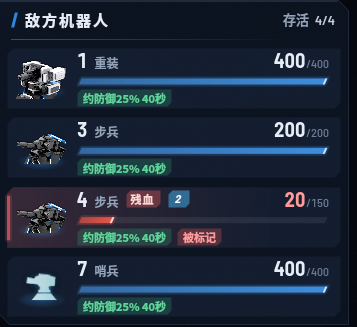 敌方机器人 存活 4/4
1 重装 400/400
约防御25% 40秒
3 步兵 200/200
约防御25% 40秒
4 步兵 残血 2 20/150
约防御25% 40秒 被标记
7 哨兵 400/400
约防御25% 40秒